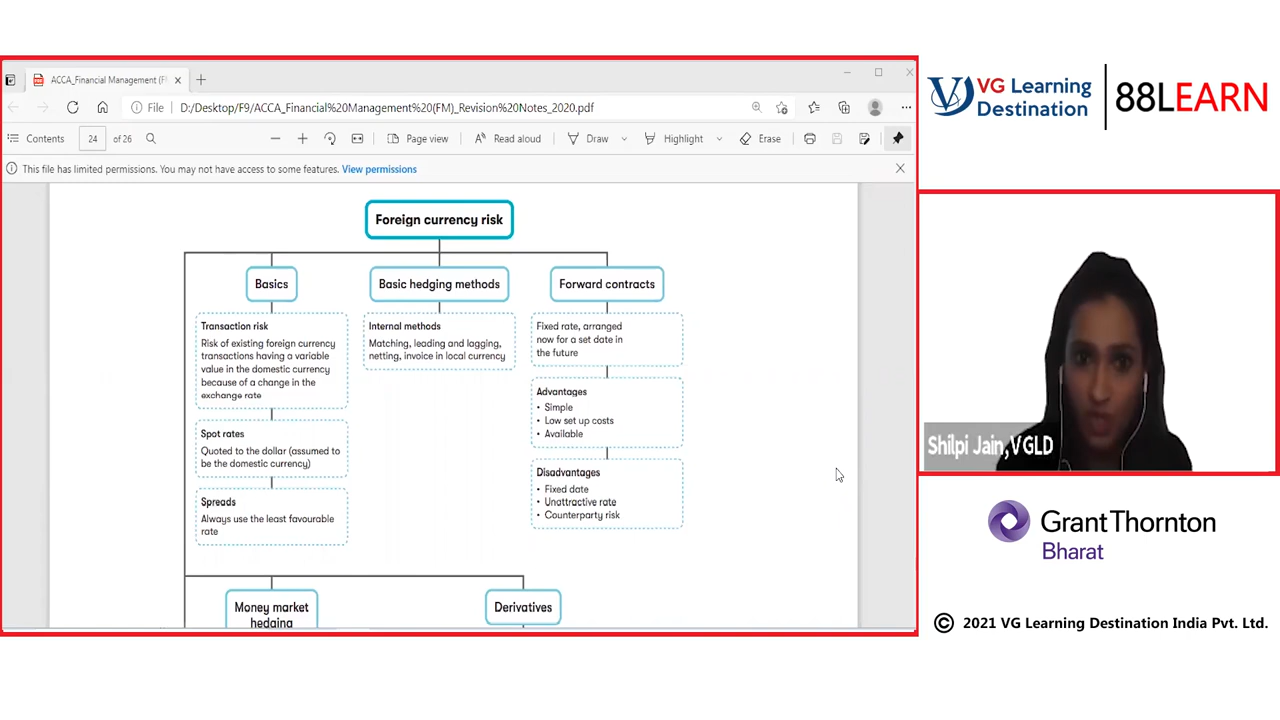 ACCA_Financial Management (F
File D:/Desktop/F9/ACCA_Financial%20Management%20(FM)_Revision%20Notes_2020.pdf
Contents 24 of 26 Page view Read aloud Draw Highlight Erase
This file has limited permissions. You may not have access to some features. View permissions
Foreign currency risk
Basics
Basic hedging methods
Forward contracts
Transaction risk
Risk of existing foreign currency
transactions having a variable
value in the domestic currency
because of a change in the
exchange rate
Spot rates
Quoted to the dollar (assumed to
be the domestic currency)
Spreads
Always use the least favourable
rate
Internal methods
Matching, leading and lagging,
netting, invoice in local currency
Fixed rate, arranged
now for a set date in
the future
Advantages
• Simple
• Low set up costs
• Available
Disadvantages
• Fixed date
• Unattractive rate
• Counterparty risk
Money market
hedging
Derivatives
VG Learning
Destination
88LEARN
Shilpi Jain,VGLD
GrantThornton
Bharat
© 2021 VG Learning Destination India Pvt. Ltd.